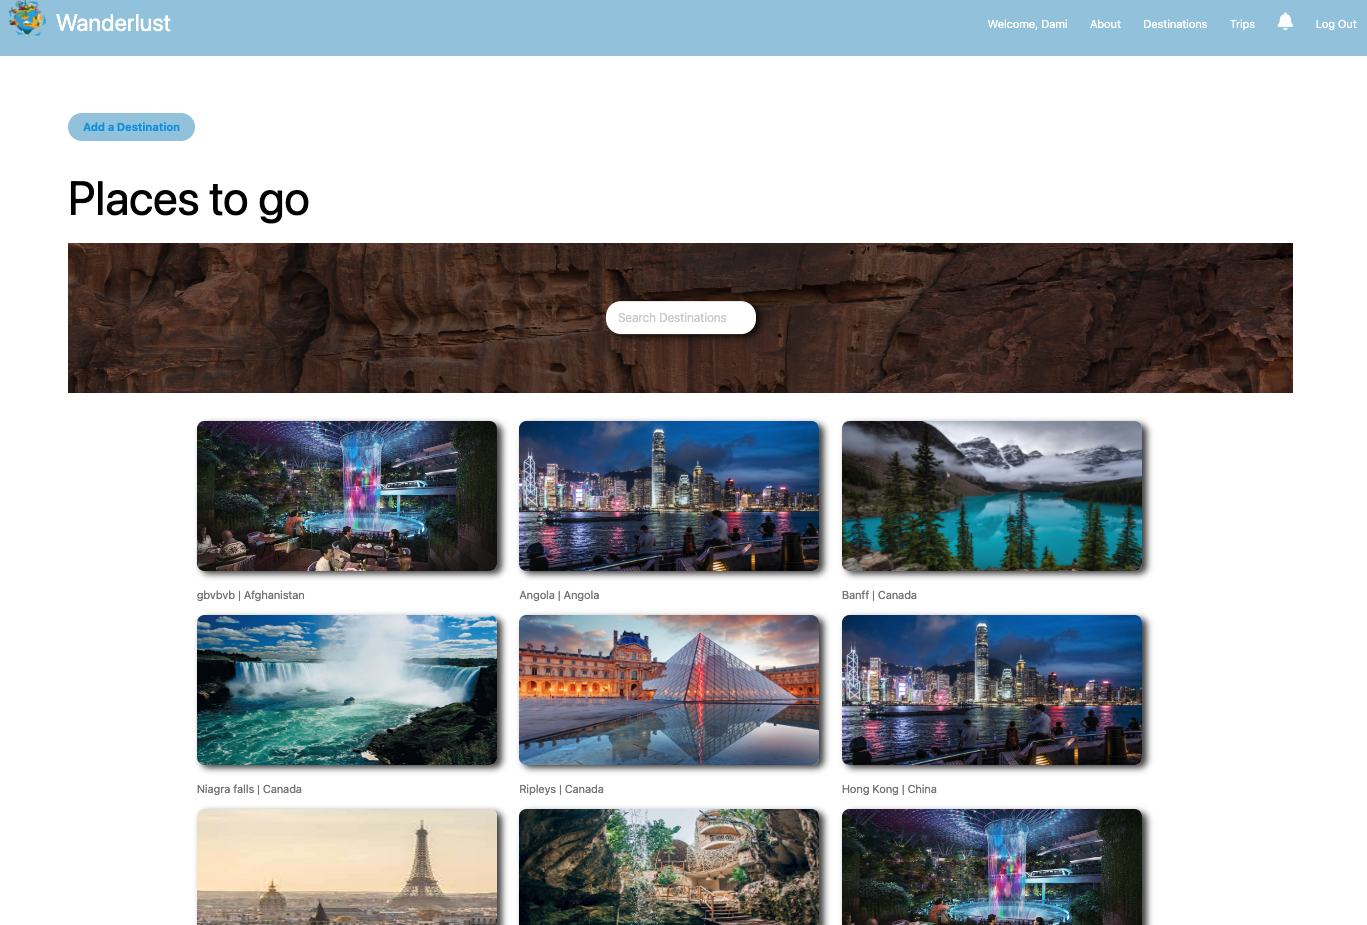 Wanderlust
Welcome, Dami About Destinations Trips Log Out
Add a Destination
Places to go
Search Destinations
gbvbvb | Afghanistan
Angola | Angola
Banff | Canada
Niagra falls | Canada
Ripleys | Canada
Hong Kong | China